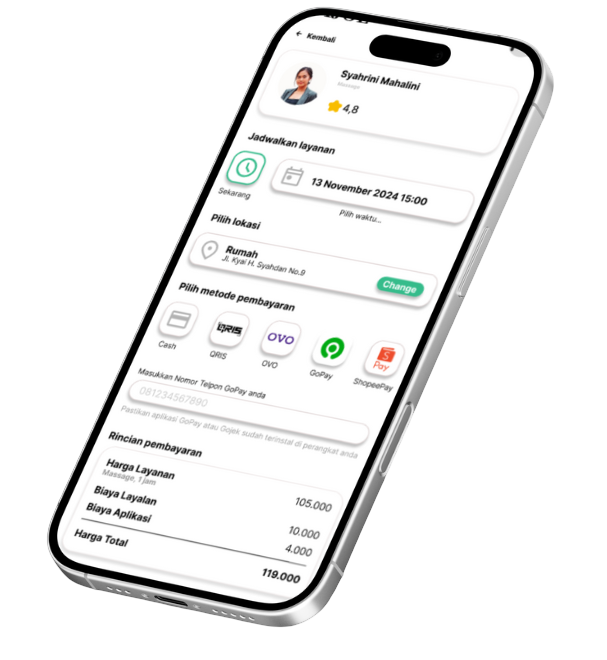 ← Kembali
Syahrini Mahalini
Massage
4,8
Jadwalkan layanan
Sekarang
13 November 2024 15:00
Pilih waktu...
Pilih lokasi
Rumah
Jl. Kyai H. Syahdan No.9
Change
Pilih metode pembayaran
QRIS
OVO
S
Pay
Cash
QRIS
OVO
GoPay
ShopeePay
Masukkan Nomor Telpon GoPay anda
081234567890
Pastikan aplikasi GoPay atau Gojek sudah terinstal di perangkat anda
Rincian pembayaran
Harga Layanan
Massage, 1 jam
105.000
Biaya Layalan
10.000
Biaya Aplikasi
4.000
Harga Total
119.000